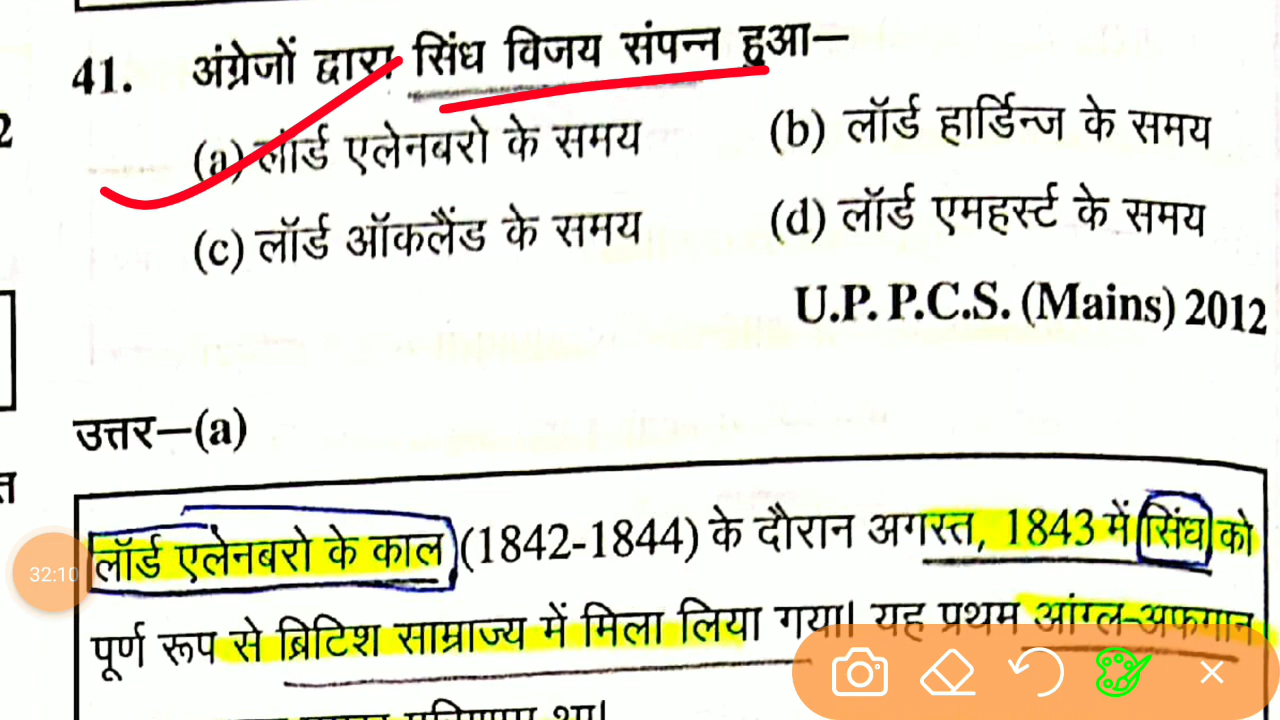 2
41. अंग्रेजों द्वारा सिंध विजय संपन्न हुआ–
(a) लॉर्ड एलेनबरो के समय (b) लॉर्ड हार्डिन्ज के समय
(c) लॉर्ड ऑकलैंड के समय (d) लॉर्ड एमहर्स्ट के समय
U.P. P.C.S. (Mains) 2012
उत्तर–(a)
त
लॉर्ड एलेनबरो के काल (1842-1844) के दौरान अगस्त, 1843 में सिंध को
32:10
पूर्ण रूप से ब्रिटिश साम्राज्य में मिला लिया गया। यह प्रथम आंग्ल-अफगान
था।